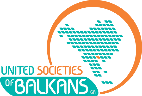 UNITED SOCIETIES
OF BALKANS